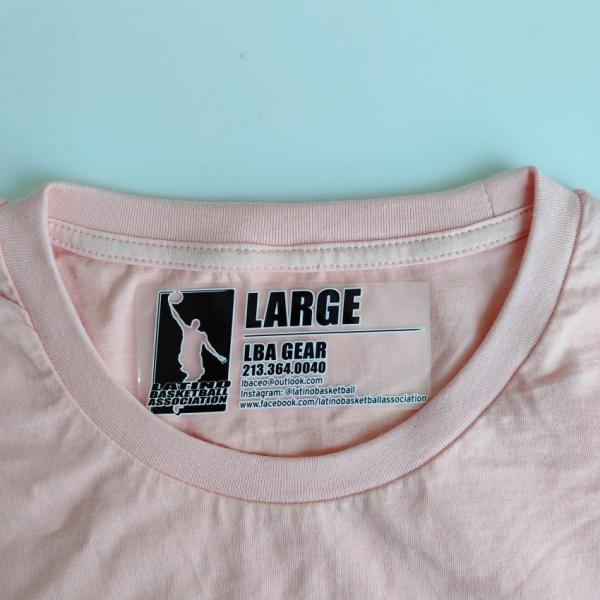 LARGE
LBA GEAR
213.364.0040
lbaceo@outlook.com
Instagram: @latinobasketball
www.facebook.com/latinobasketballassociation
LATINO
BASKETBALL
ASSOCIATION